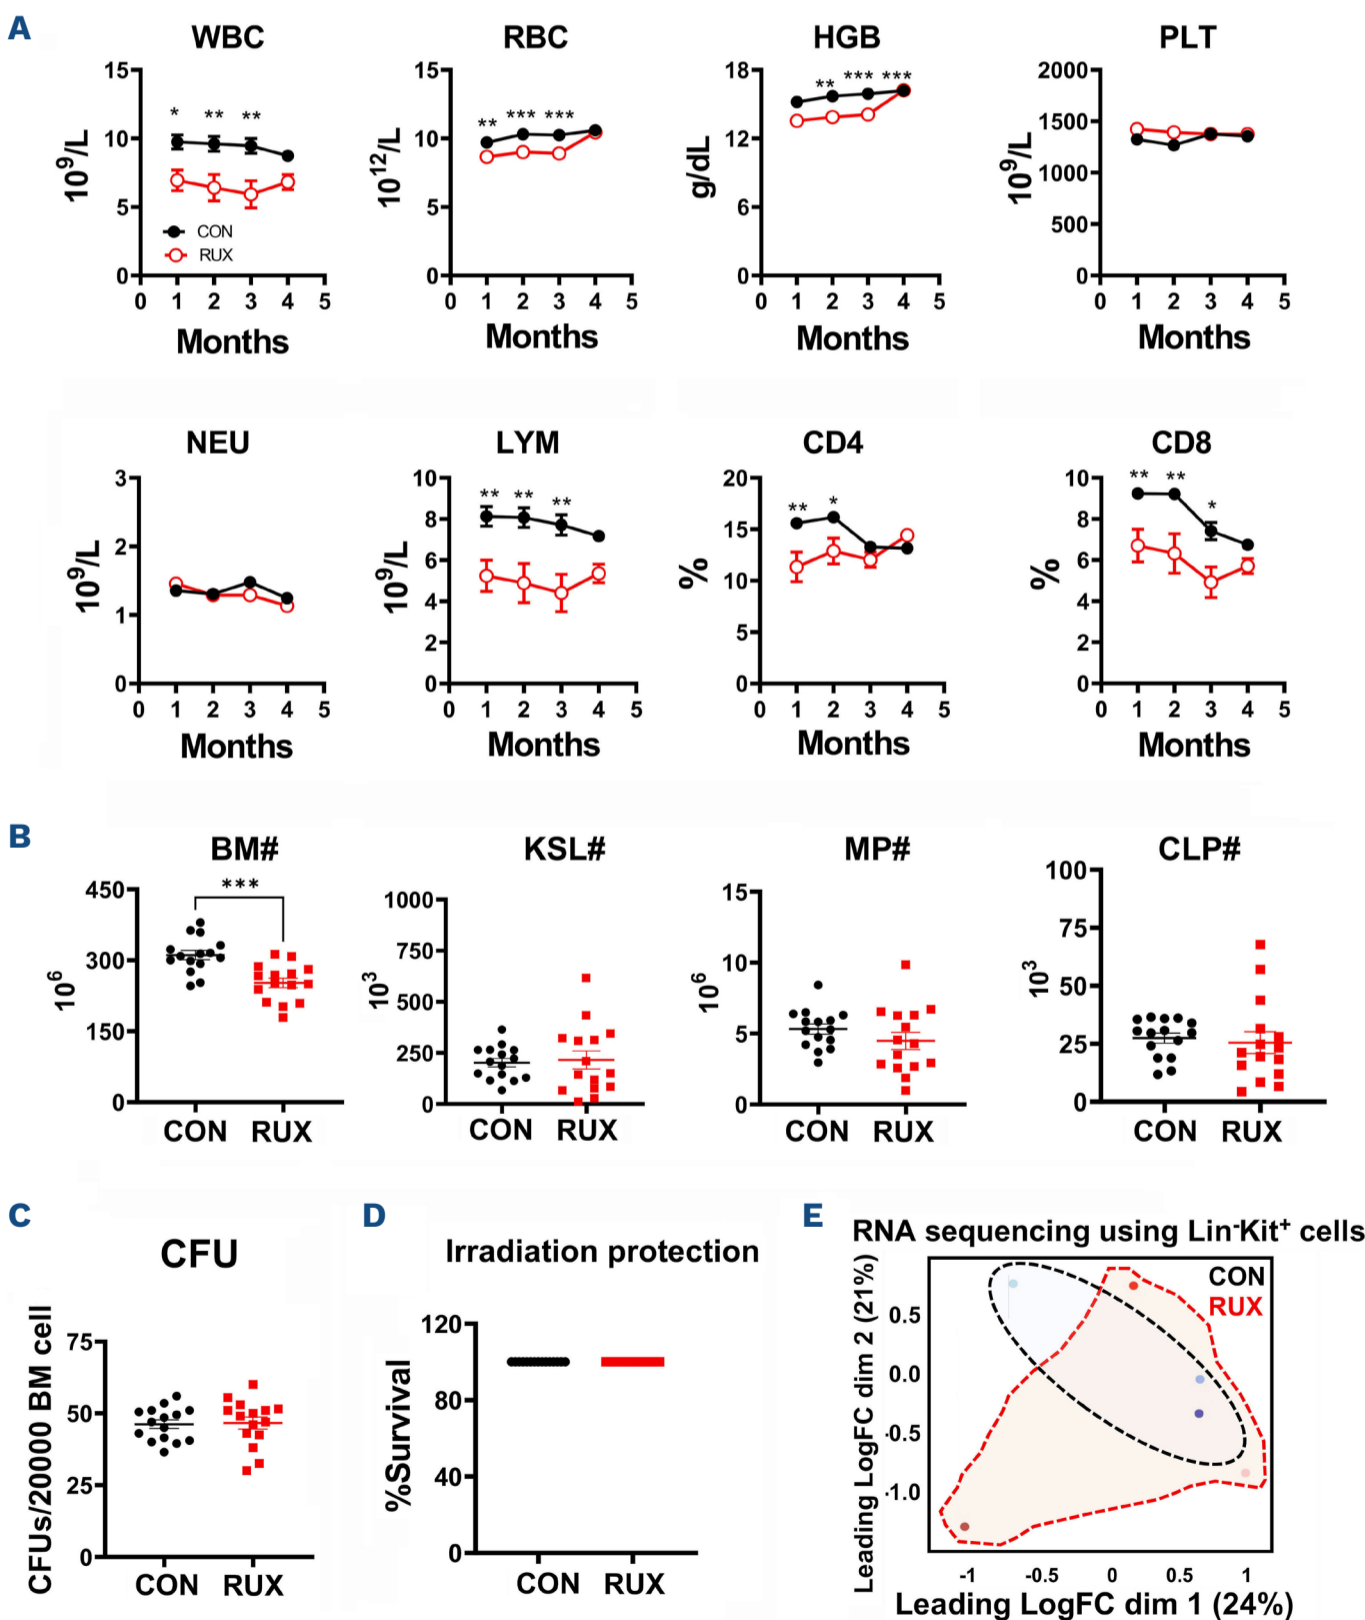 A
WBC
RBC
HGB
PLT
15
10
5
0
10⁹/L
* ** **
CON
RUX
0 1 2 3 4 5
Months
15
10
5
0
10¹²/L
** *** ***
0 1 2 3 4 5
Months
18
12
6
0
g/dL
** *** ***
0 1 2 3 4 5
Months
2000
1500
1000
500
0
10⁹/L
0 1 2 3 4 5
Months
NEU
LYM
CD4
CD8
3
2
1
0
10⁹/L
0 1 2 3 4 5
Months
10
8
6
4
2
0
10⁹/L
** ** **
0 1 2 3 4 5
Months
20
15
10
5
0
%
** *
0 1 2 3 4 5
Months
10
8
6
4
2
0
%
** ** *
0 1 2 3 4 5
Months
B
BM#
KSL#
MP#
CLP#
450
300
150
0
10⁶
***
CON RUX
1000
750
500
250
0
10³
CON RUX
15
10
5
0
10⁶
CON RUX
100
75
50
25
0
10³
CON RUX
C
CFU
75
50
25
0
CFUs/20000 BM cell
CON RUX
D
Irradiation protection
120
80
40
0
%Survival
CON RUX
E
RNA sequencing using Lin⁻Kit⁺ cells
CON
RUX
0.5
0.0
-0.5
-1.0
Leading LogFC dim 2 (21%)
-1 -0.5 0 0.5 1
Leading LogFC dim 1 (24%)